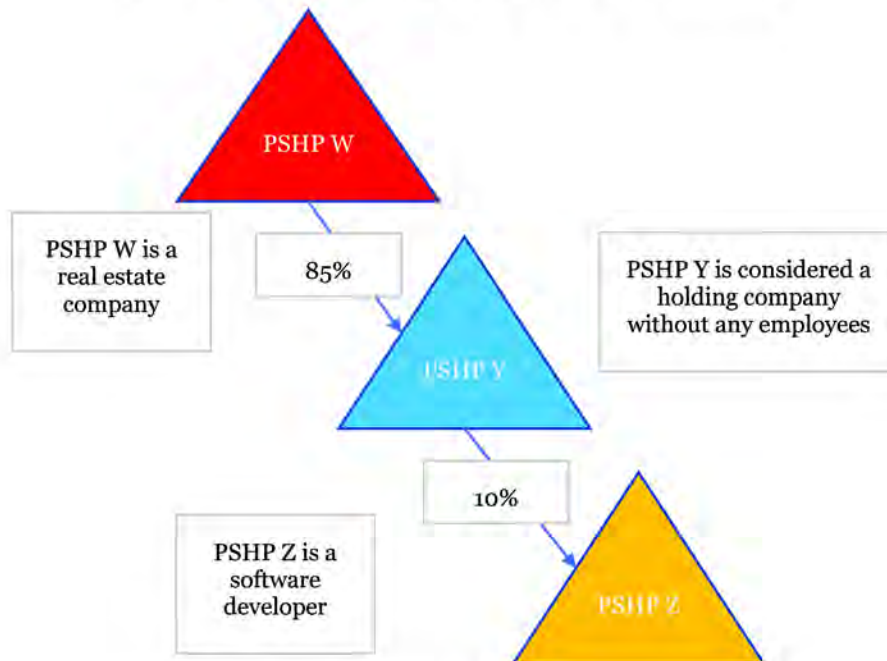 PSHP W
PSHP W is a
real estate
company
85%
PSHP Y is considered a
holding company
without any employees
PSHP Y
10%
PSHP Z is a
software
developer
PSHP Z